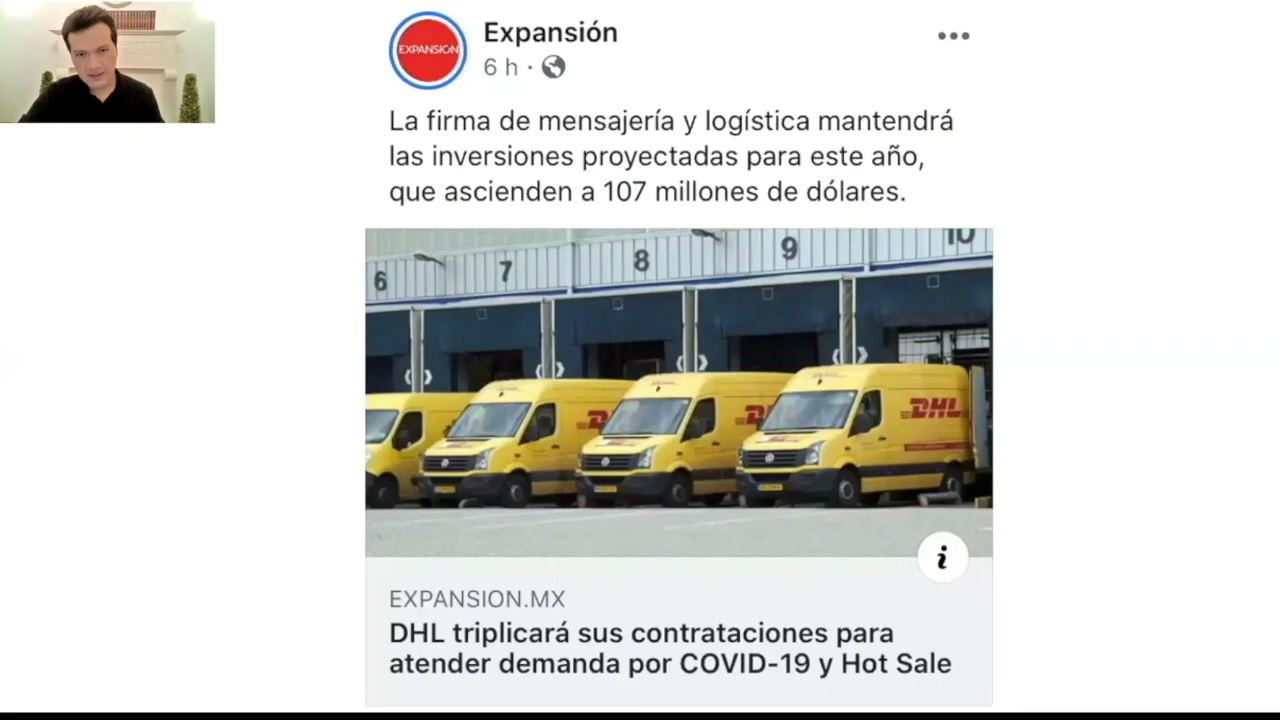 EXPANSIÓN
Expansión
6 h ·
La firma de mensajería y logística mantendrá
las inversiones proyectadas para este año,
que ascienden a 107 millones de dólares.
6
7
8
9
10
DHL
i
EXPANSION.MX
DHL triplicará sus contrataciones para
atender demanda por COVID-19 y Hot Sale